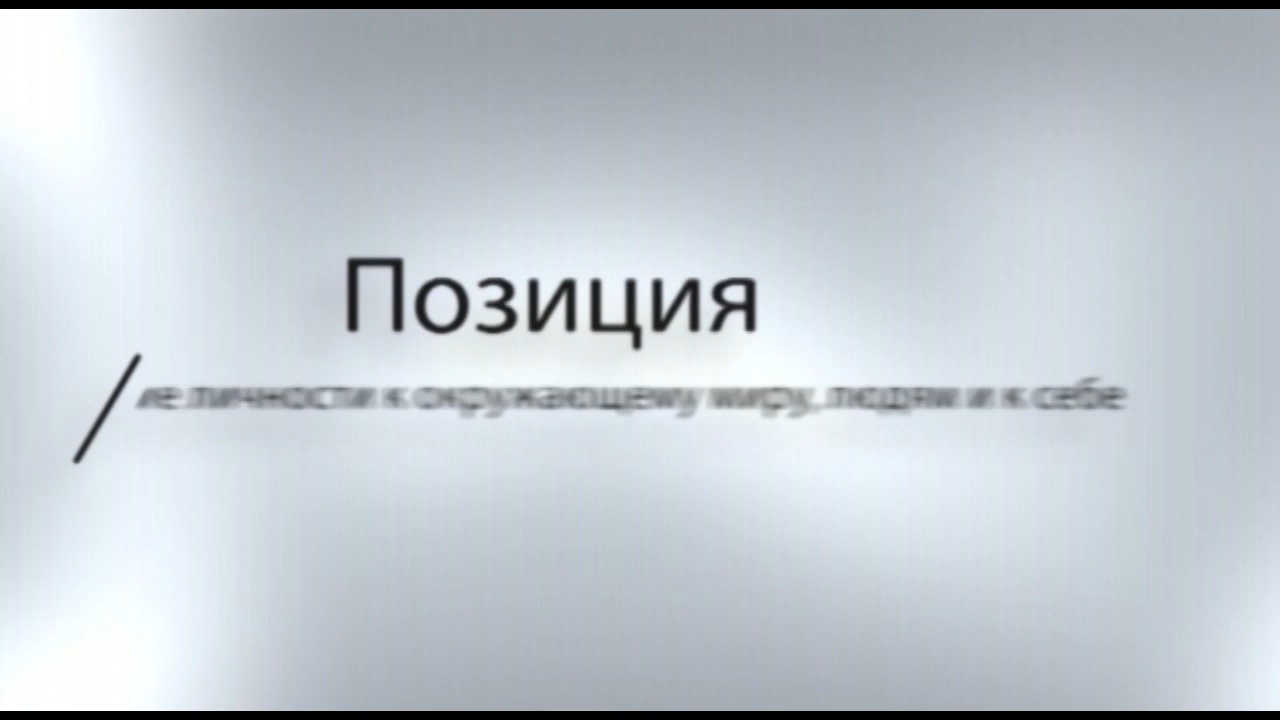 Позиция
личности к окружающему миру, людям и к себе